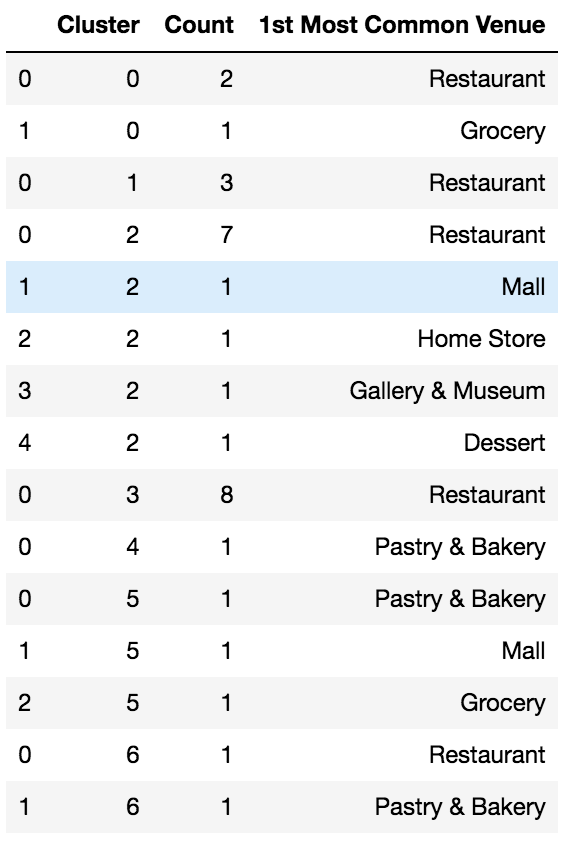 Cluster Count 1st Most Common Venue
0 0 2 Restaurant
1 0 1 Grocery
0 1 3 Restaurant
0 2 7 Restaurant
1 2 1 Mall
2 2 1 Home Store
3 2 1 Gallery & Museum
4 2 1 Dessert
0 3 8 Restaurant
0 4 1 Pastry & Bakery
0 5 1 Pastry & Bakery
1 5 1 Mall
2 5 1 Grocery
0 6 1 Restaurant
1 6 1 Pastry & Bakery